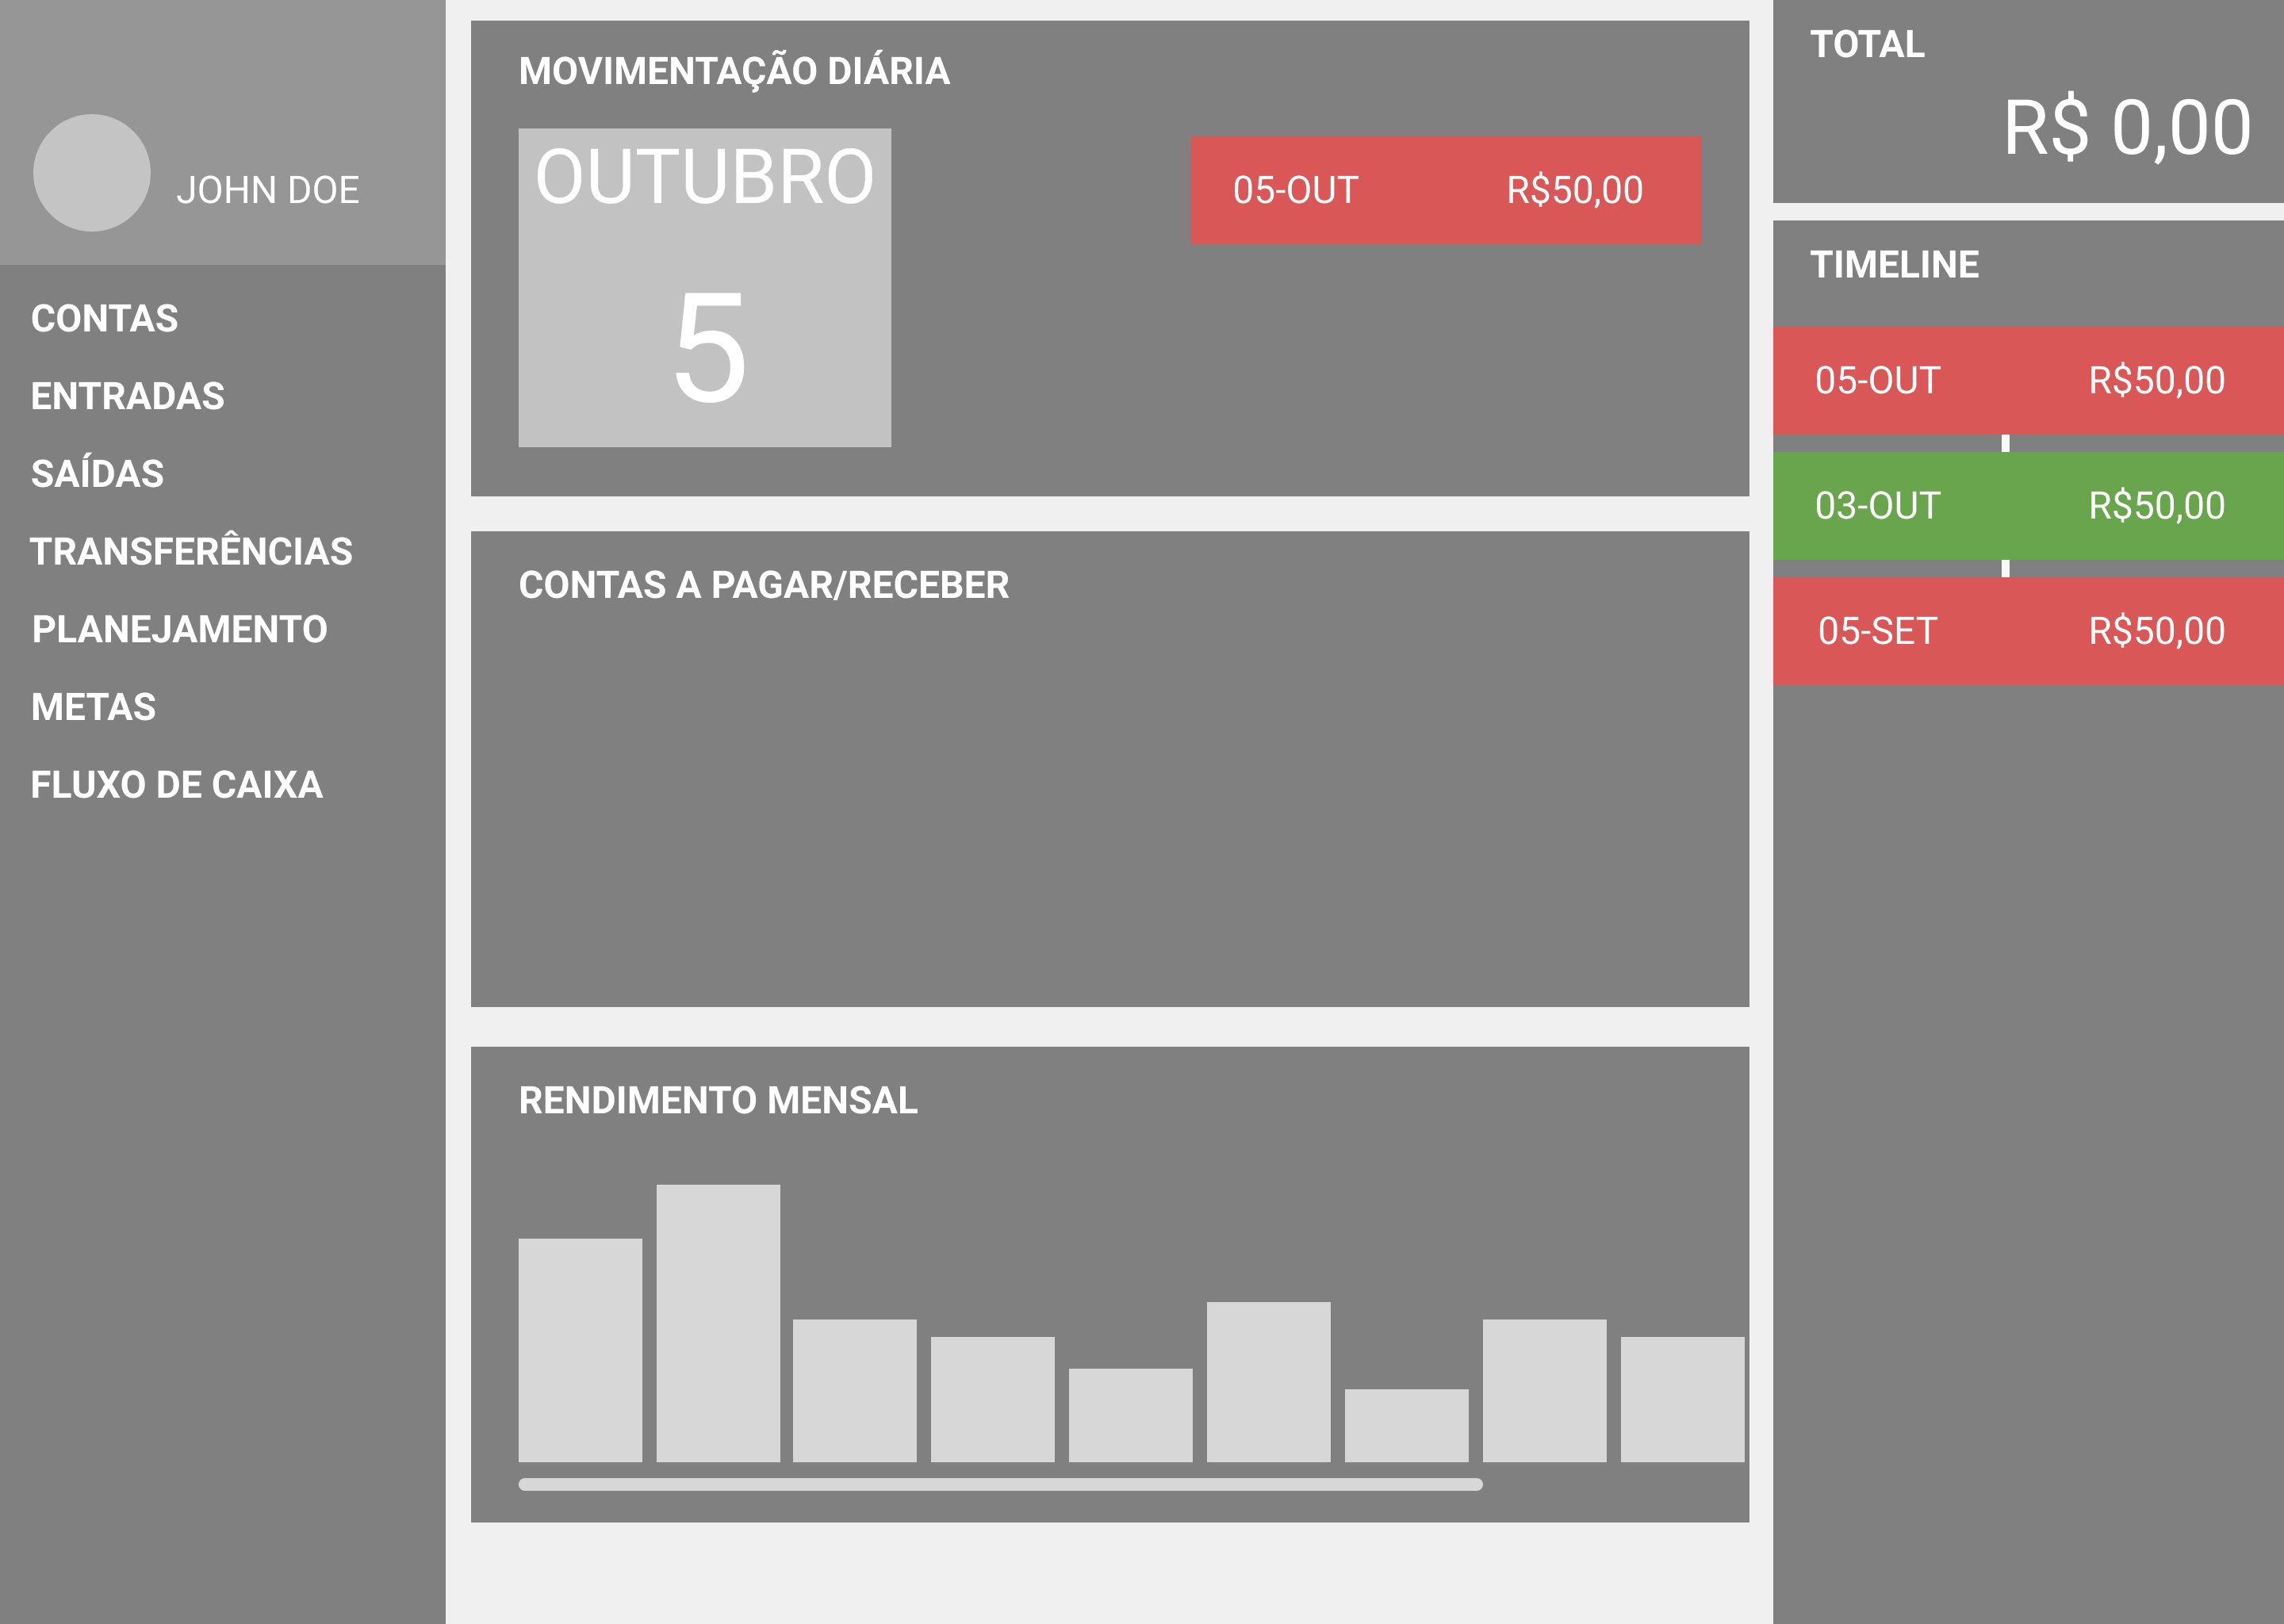 JOHN DOE
CONTAS
ENTRADAS
SAÍDAS
TRANSFERÊNCIAS
PLANEJAMENTO
METAS
FLUXO DE CAIXA
MOVIMENTAÇÃO DIÁRIA
OUTUBRO
5
05-OUT R$50,00
CONTAS A PAGAR/RECEBER
RENDIMENTO MENSAL
TOTAL
R$ 0,00
TIMELINE
05-OUT R$50,00
03-OUT R$50,00
05-SET R$50,00